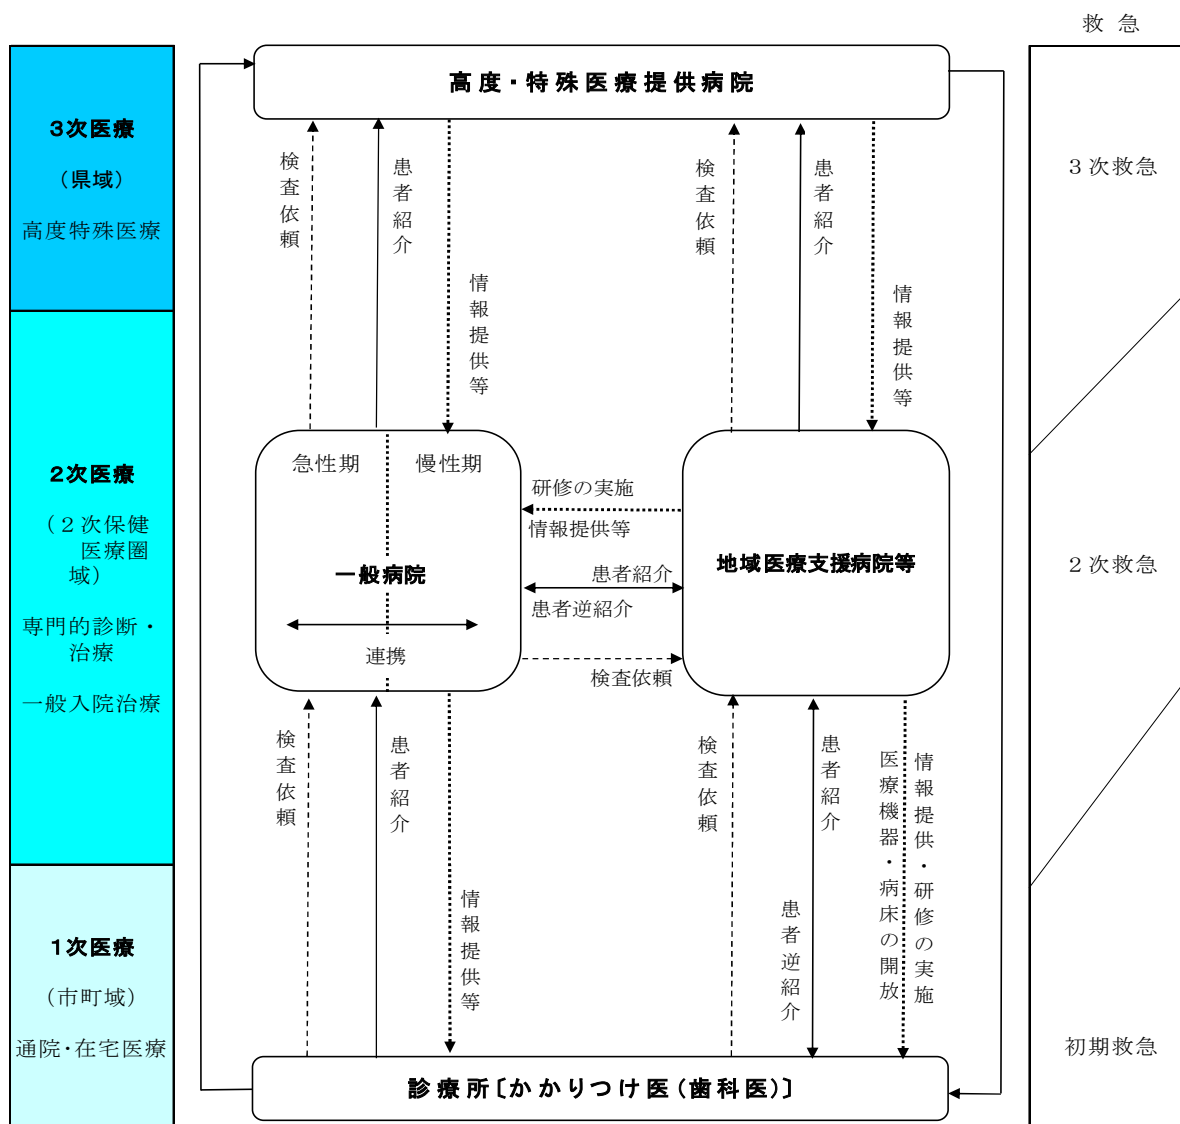 救 急
高度・特殊医療提供病院
3次医療
（県域）
高度特殊医療
検査依頼
患者紹介
情報提供等
検査依頼
患者紹介
情報提供等
３次救急
2次医療
（２次保健
医療圏
域）
専門的診断・
治療
一般入院治療
急性期
慢性期
一般病院
連携
研修の実施
情報提供等
患者紹介
患者逆紹介
検査依頼
地域医療支援病院等
２次救急
検査依頼
患者紹介
情報提供等
検査依頼
患者紹介
患者逆紹介
情報提供・研修の実施
医療機器・病床の開放
1次医療
（市町域）
通院・在宅医療
診療所〔かかりつけ医（歯科医）〕
初期救急